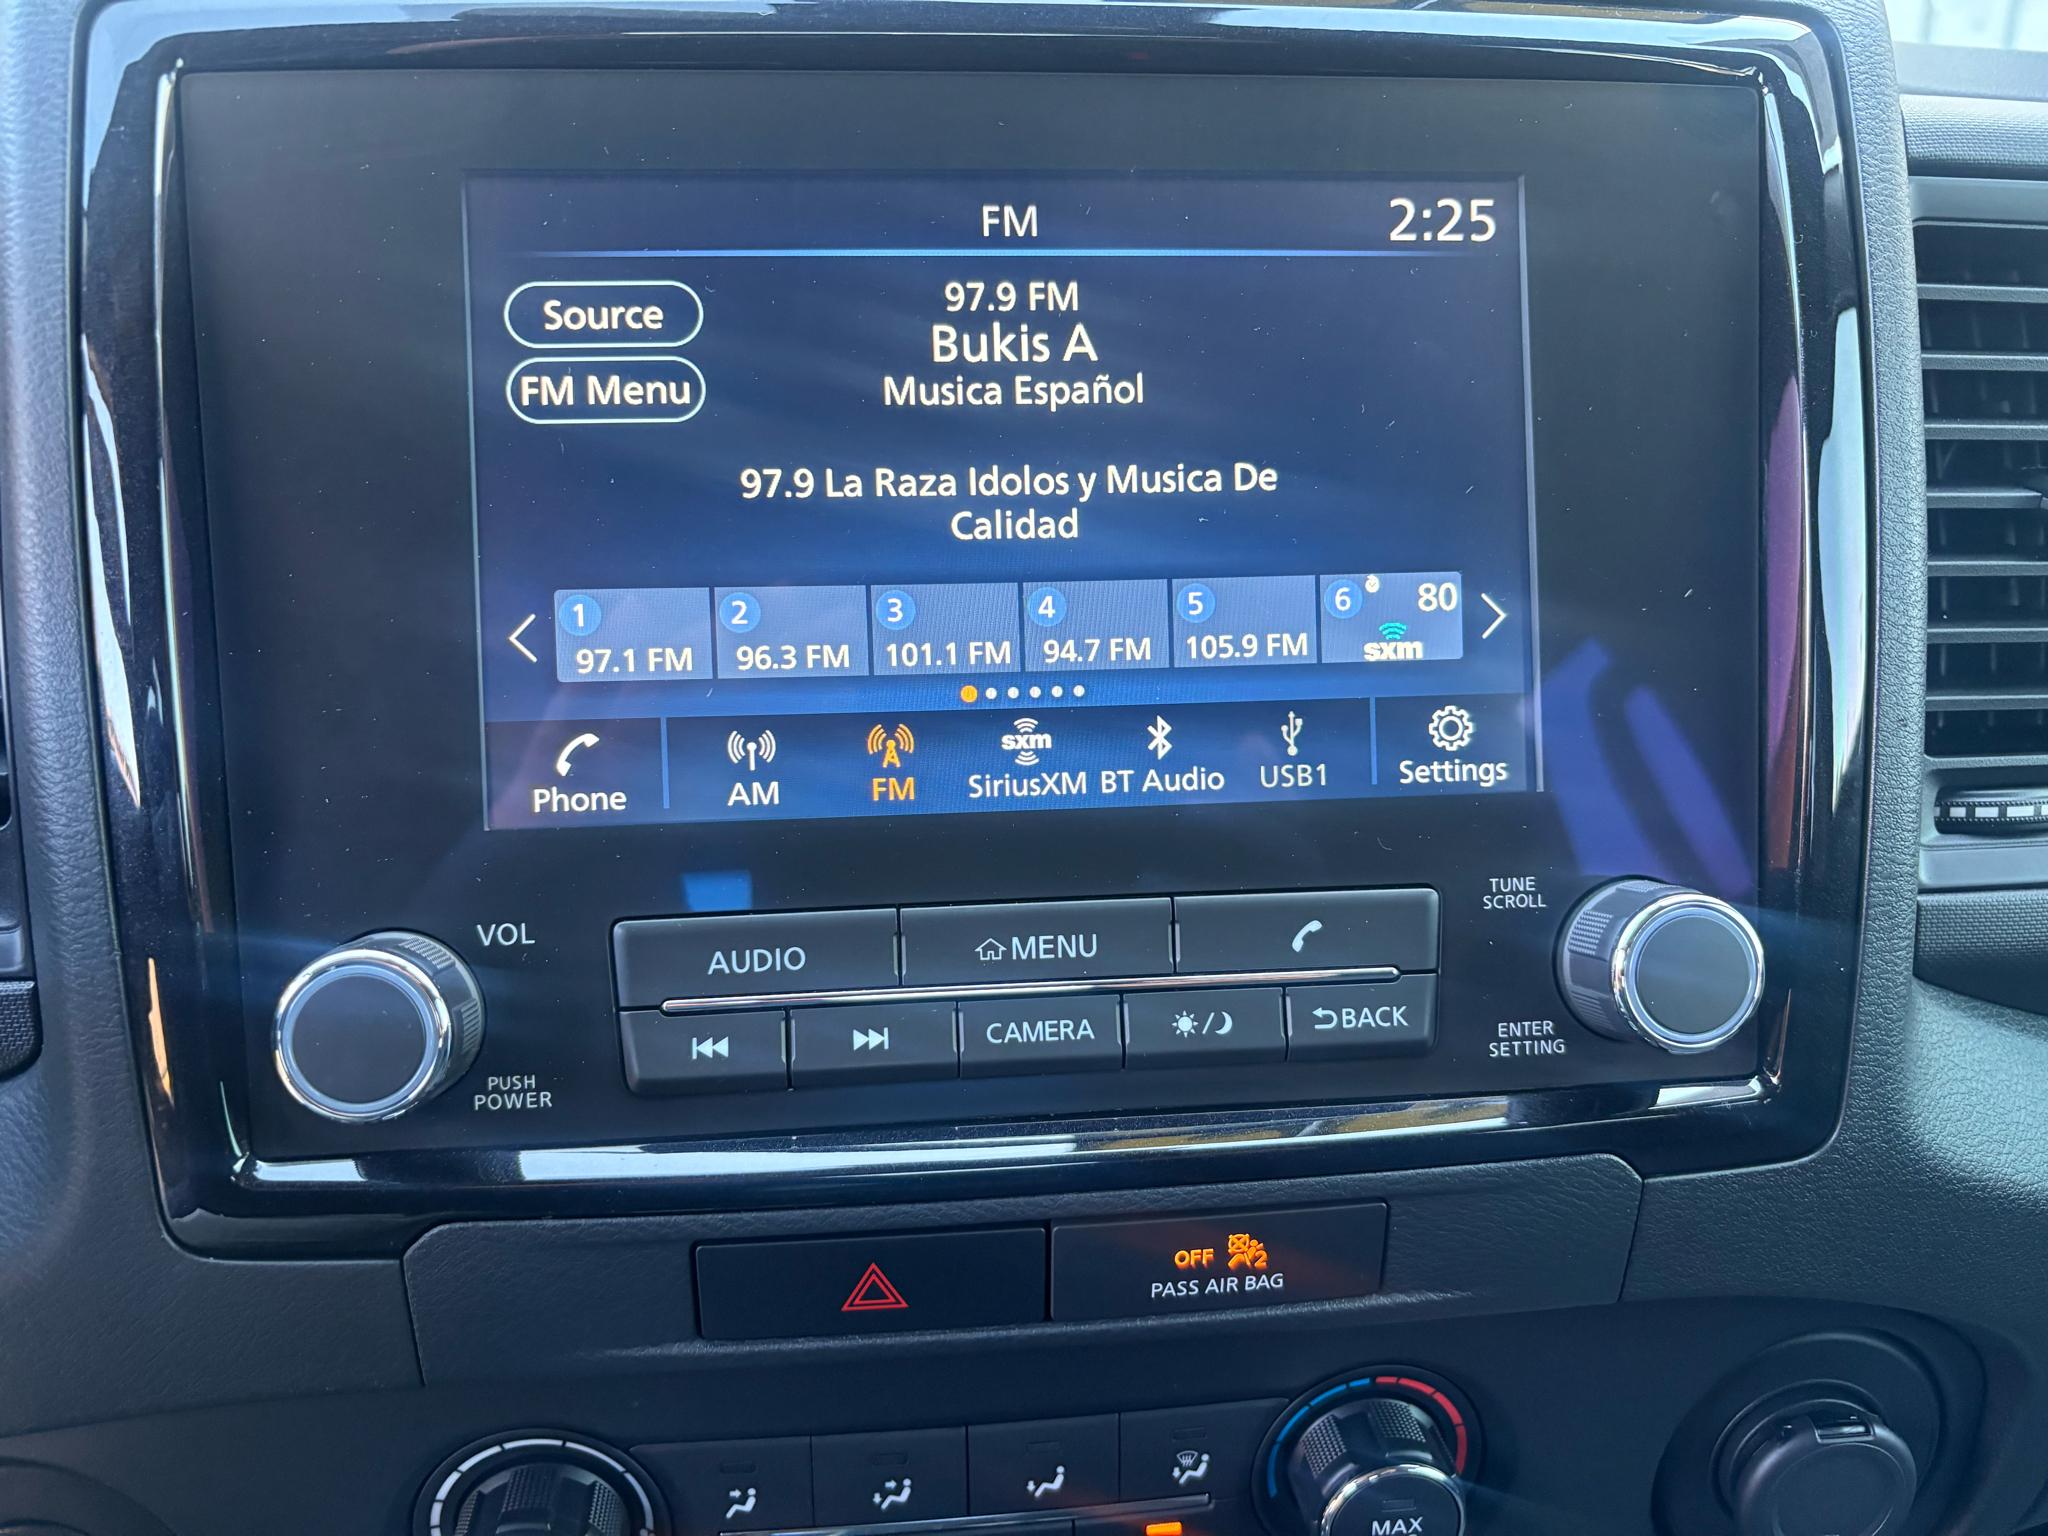 FM
2:25
Source
97.9 FM
Bukis A
FM Menu
Musica Español
97.9 La Raza Idolos y Musica De
Calidad
1
97.1 FM
2
96.3 FM
3
101.1 FM
4
94.7 FM
5
105.9 FM
6
80
sxm
Phone
AM
FM
sxm
SiriusXM
BT Audio
USB1
Settings
VOL
PUSH
POWER
AUDIO
MENU
CAMERA
BACK
TUNE
SCROLL
ENTER
SETTING
OFF
2
PASS AIR BAG
MAX